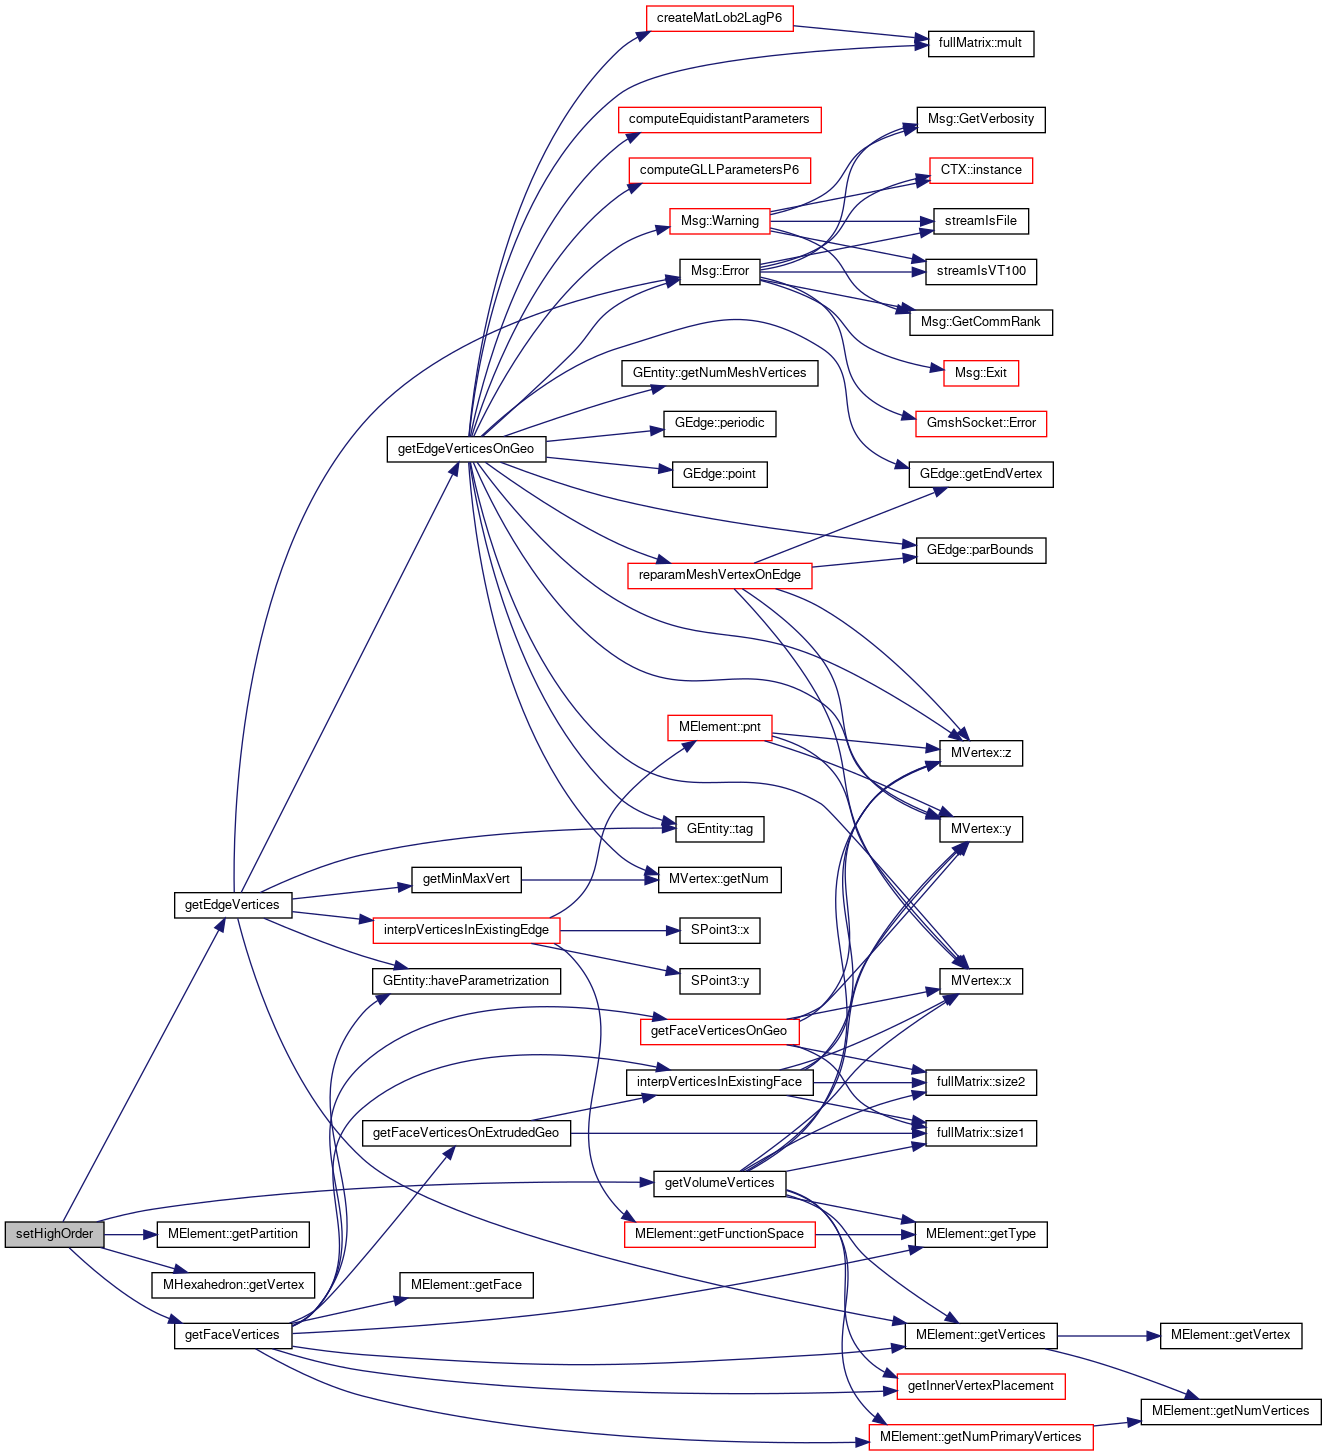 createMatLob2LagP6
fullMatrix::mult
computeEquidistantParameters
Msg::GetVerbosity
computeGLLParametersP6
CTX::instance
Msg::Warning
streamIsFile
Msg::Error
streamIsVT100
Msg::GetCommRank
GEntity::getNumMeshVertices
Msg::Exit
GEdge::periodic
GmshSocket::Error
getEdgeVerticesOnGeo
GEdge::point
GEdge::getEndVertex
GEdge::parBounds
reparamMeshVertexOnEdge
MElement::pnt
MVertex::z
GEntity::tag
MVertex::y
getMinMaxVert
MVertex::getNum
getEdgeVertices
interpVerticesInExistingEdge
SPoint3::x
GEntity::haveParametrization
SPoint3::y
MVertex::x
getFaceVerticesOnGeo
interpVerticesInExistingFace
fullMatrix::size2
getFaceVerticesOnExtrudedGeo
fullMatrix::size1
getVolumeVertices
setHighOrder
MElement::getPartition
MElement::getFunctionSpace
MElement::getType
MHexahedron::getVertex
MElement::getFace
getFaceVertices
MElement::getVertices
MElement::getVertex
getInnerVertexPlacement
MElement::getNumVertices
MElement::getNumPrimaryVertices